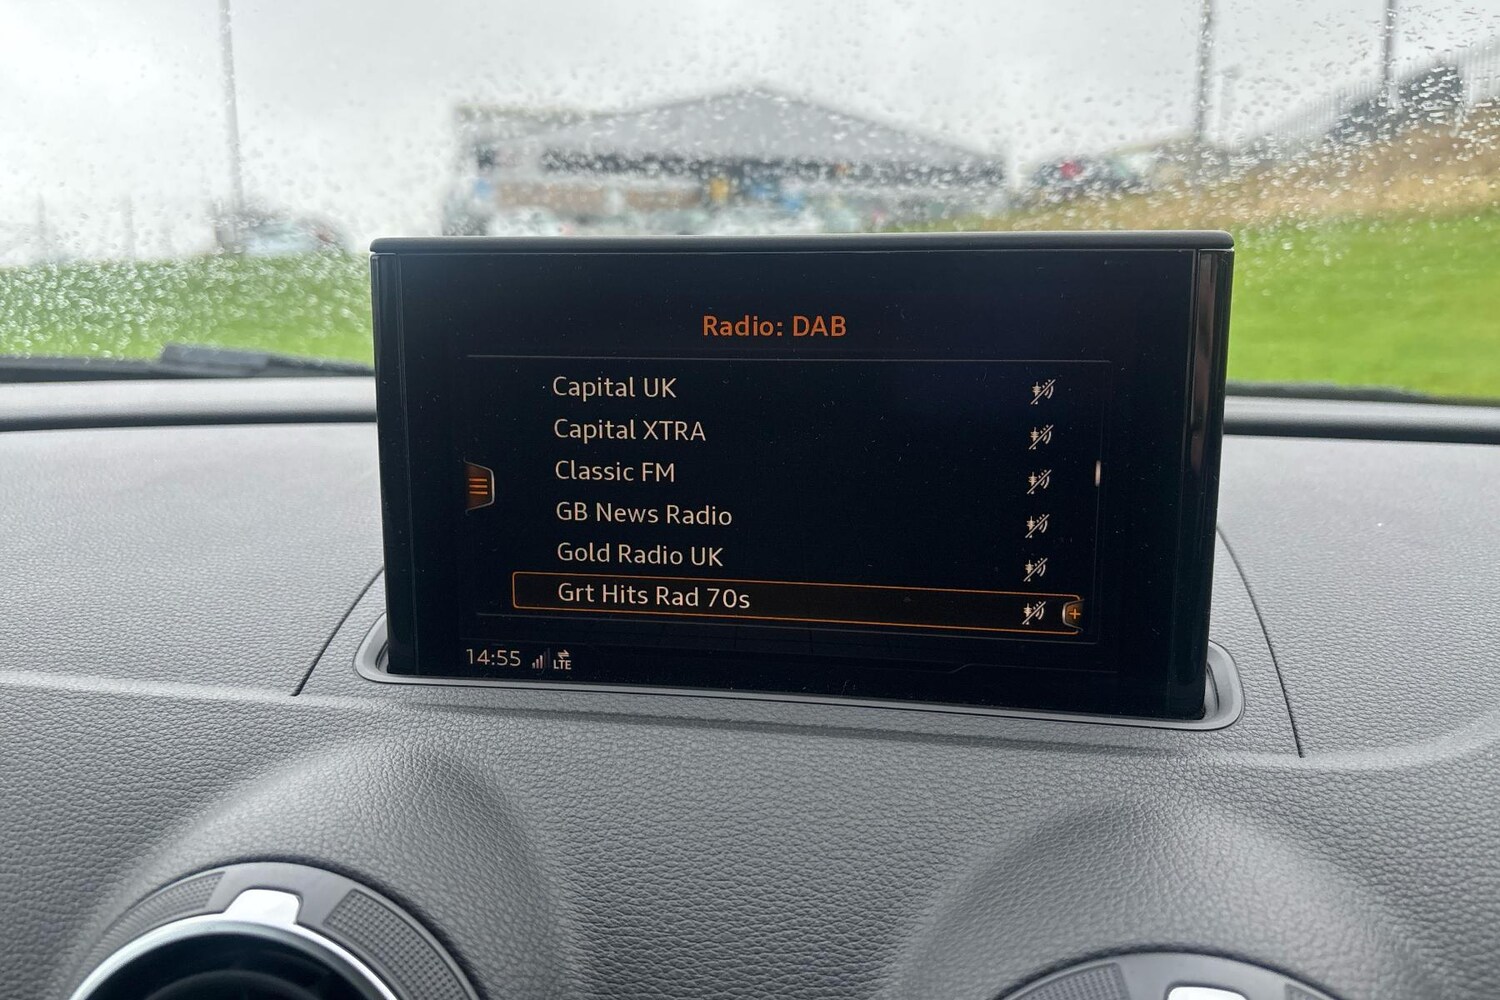 Radio: DAB
Capital UK
Capital XTRA
Classic FM
GB News Radio
Gold Radio UK
Grt Hits Rad 70s
14:55 LTE